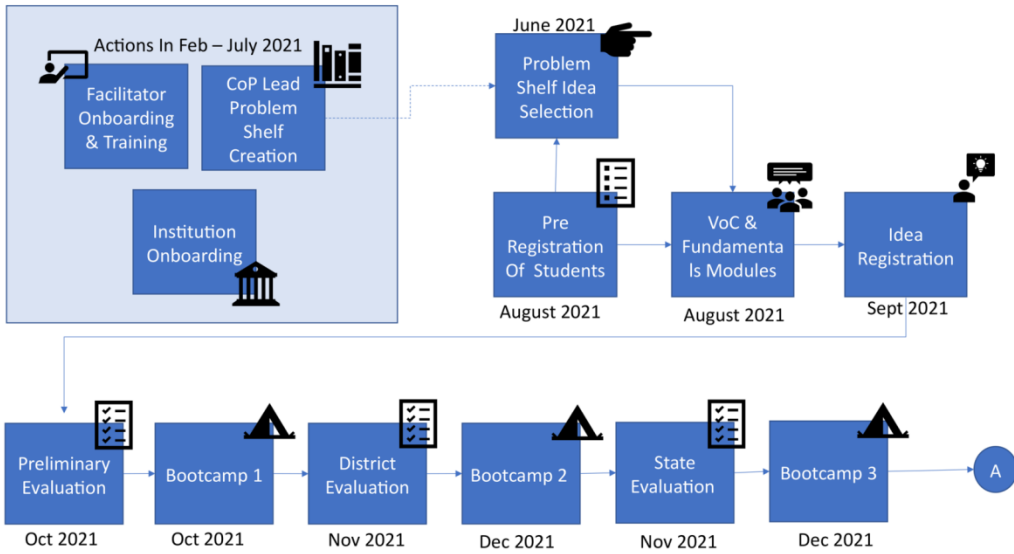 Actions In Feb – July 2021
Facilitator
Onboarding
& Training
CoP Lead
Problem
Shelf
Creation
Institution
Onboarding
June 2021
Problem
Shelf Idea
Selection
Pre
Registration
Of Students
August 2021
VoC &
Fundamenta
ls Modules
August 2021
Idea
Registration
Sept 2021
Preliminary
Evaluation
Oct 2021
Bootcamp 1
Oct 2021
District
Evaluation
Nov 2021
Bootcamp 2
Dec 2021
State
Evaluation
Nov 2021
Bootcamp 3
Dec 2021
A